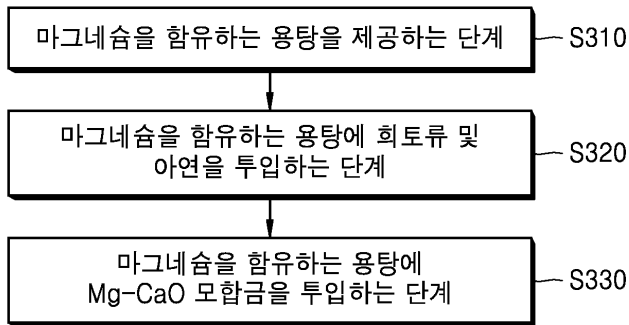 마그네슘을 함유하는 용탕을 제공하는 단계
S310
마그네슘을 함유하는 용탕에 희토류 및
아연을 투입하는 단계
S320
마그네슘을 함유하는 용탕에
Mg-CaO 모합금을 투입하는 단계
S330